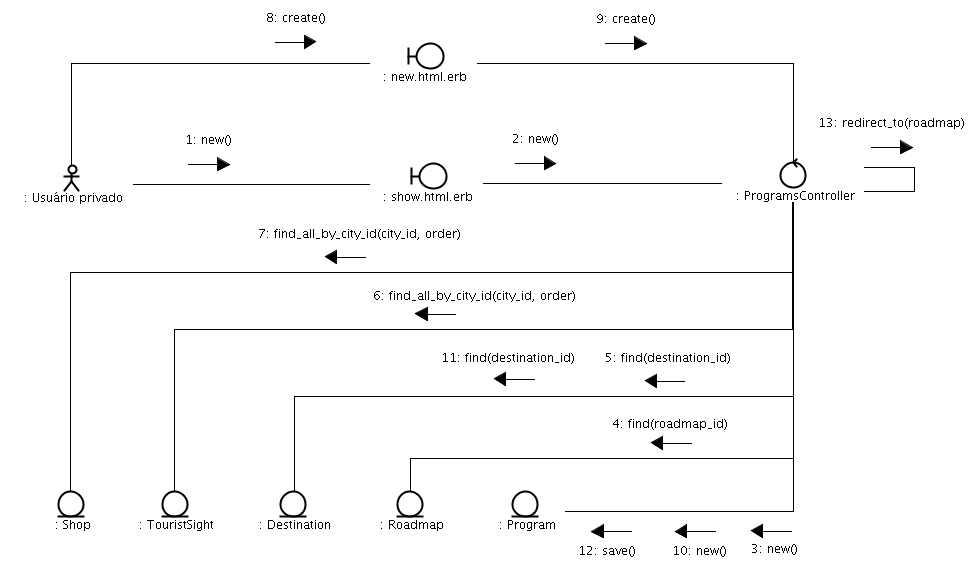 8: create()
9: create()
: new.html.erb
13: redirect_to(roadmap)
1: new()
2: new()
: Usuário privado
: show.html.erb
: ProgramsController
7: find_all_by_city_id(city_id, order)
6: find_all_by_city_id(city_id, order)
11: find(destination_id)
5: find(destination_id)
4: find(roadmap_id)
: Shop
: TouristSight
: Destination
: Roadmap
: Program
12: save()
10: new()
3: new()